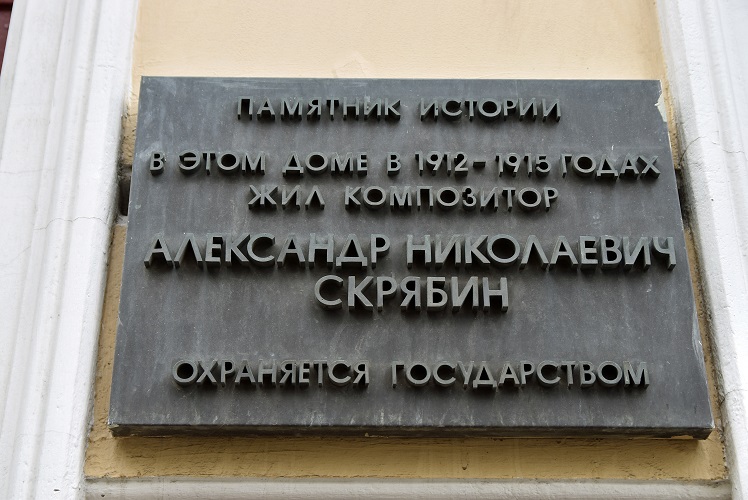 ПАМЯТНИК ИСТОРИИ
В ЭТОМ ДОМЕ В 1912-1915 ГОДАХ
ЖИЛ КОМПОЗИТОР
АЛЕКСАНДР НИКОЛАЕВИЧ
СКРЯБИН
ОХРАНЯЕТСЯ ГОСУДАРСТВОМ